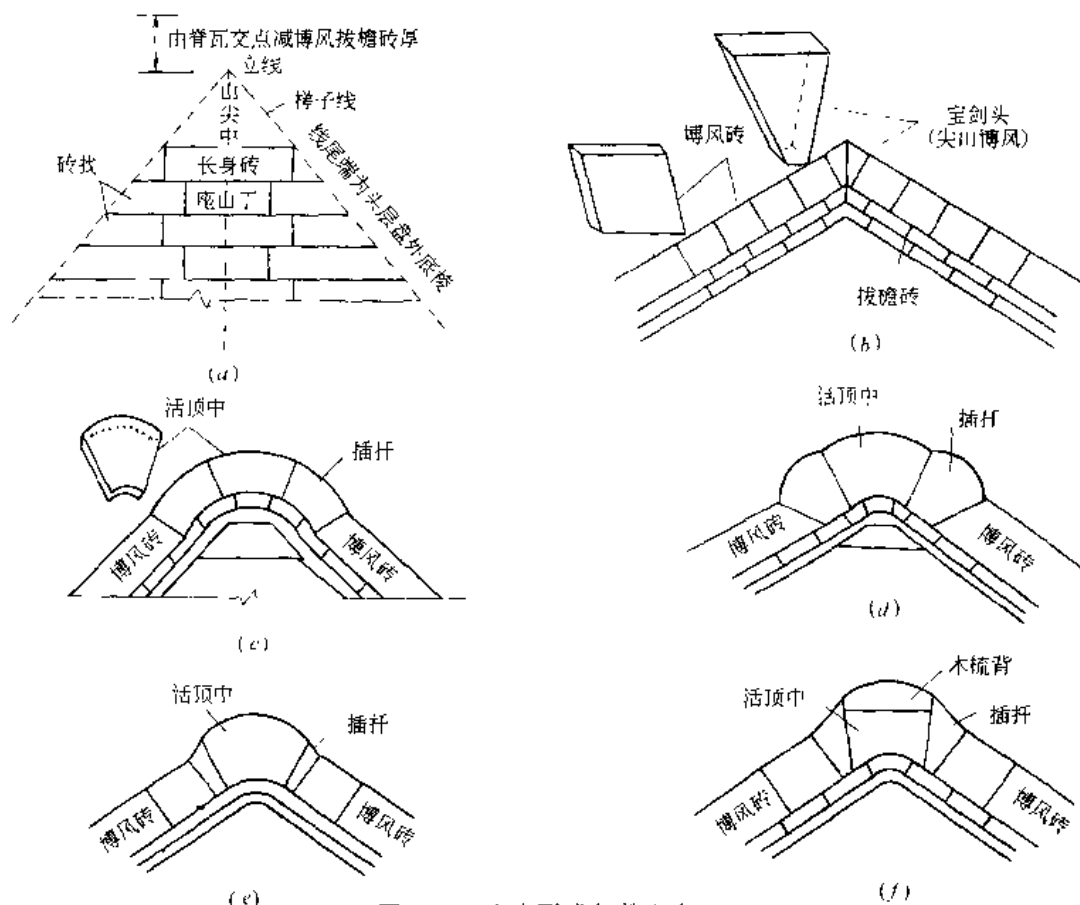 由脊瓦交点减博风拔檐砖厚
立线
山尖中
梯子线
砖找
长身砖
线尾端为头层盘外底棱
(a)
博风砖
宝剑头
(尖山博风)
拔檐砖
(b)
活顶中
插扦
博风砖
博风砖
(c)
活顶中
插扦
博风砖
博风砖
(d)
活顶中
插扦
博风砖
博风砖
(e)
木梳背
活顶中
插扦
博风砖
博风砖
(f)